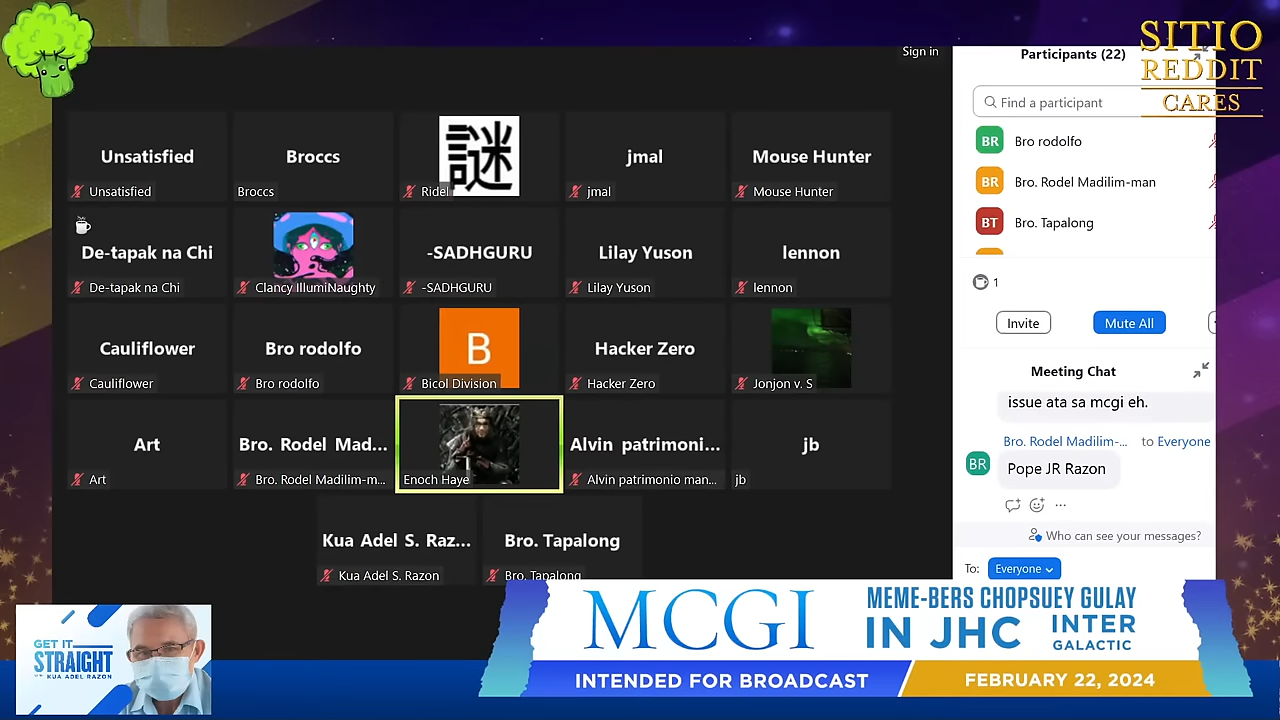 Sign in
Participants (22)
SITIO
REDDIT
CARES
Find a participant
BR Bro rodolfo
BR Bro. Rodel Madilim-man
BT Bro. Tapalong
1
Invite
Mute All
Meeting Chat
issue ata sa mcgi eh.
Bro. Rodel Madilim-... to Everyone
BR Pope JR Razon
Who can see your messages?
To: Everyone
Unsatisfied
Unsatisfied
Broccs
Broccs
謎
Ridel
jmal
jmal
Mouse Hunter
Mouse Hunter
De-tapak na Chi
De-tapak na Chi
Clancy IllumiNaughty
-SADHGURU
-SADHGURU
Lilay Yuson
Lilay Yuson
lennon
lennon
Cauliflower
Cauliflower
Bro rodolfo
Bro rodolfo
B
Bicol Division
Hacker Zero
Hacker Zero
Jonjon v. S
Art
Art
Bro. Rodel Mad...
Bro. Rodel Madilim-m...
Enoch Haye
Alvin patrimoni...
Alvin patrimonio man...
jb
jb
Kua Adel S. Raz...
Kua Adel S. Razon
Bro. Tapalong
Bro. Tapalong
GET IT
STRAIGHT
KUA ADEL RAZON
MCGI
MEME-BERS CHOPSUEY GULAY
IN JHC INTER
GALACTIC
INTENDED FOR BROADCAST
FEBRUARY 22, 2024